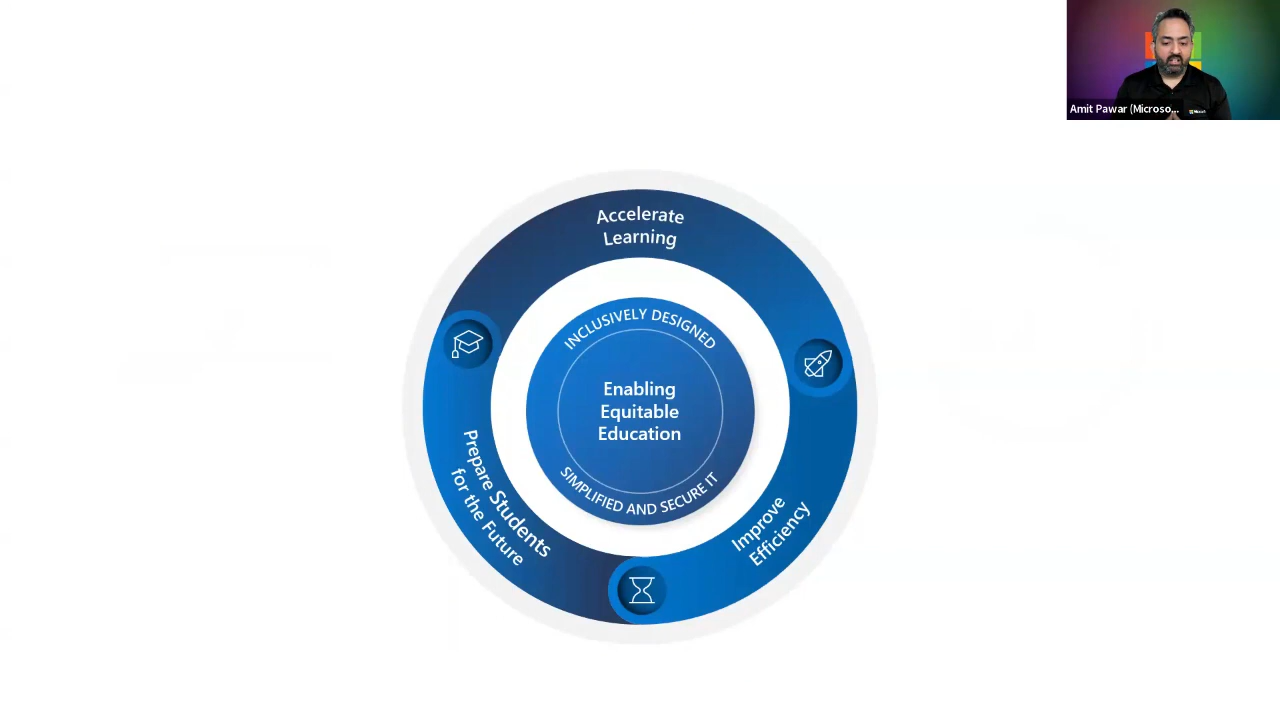 Amit Pawar (Microso...
Accelerate
Learning
INCLUSIVELY DESIGNED
Enabling
Equitable
Education
SIMPLIFIED AND SECURE IT
Prepare Students
for the Future
Improve
Efficiency